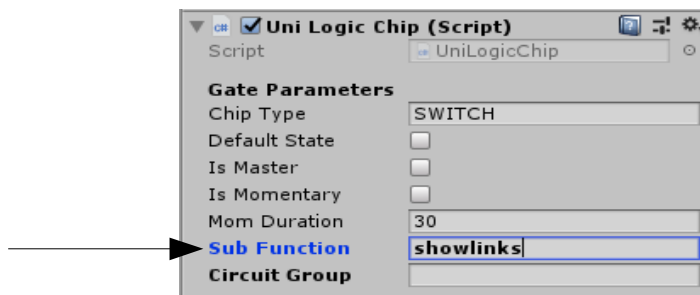 Uni Logic Chip (Script)
Script UniLogicChip
Gate Parameters
Chip Type SWITCH
Default State
Is Master
Is Momentary
Mom Duration 30
Sub Function showlinks
Circuit Group